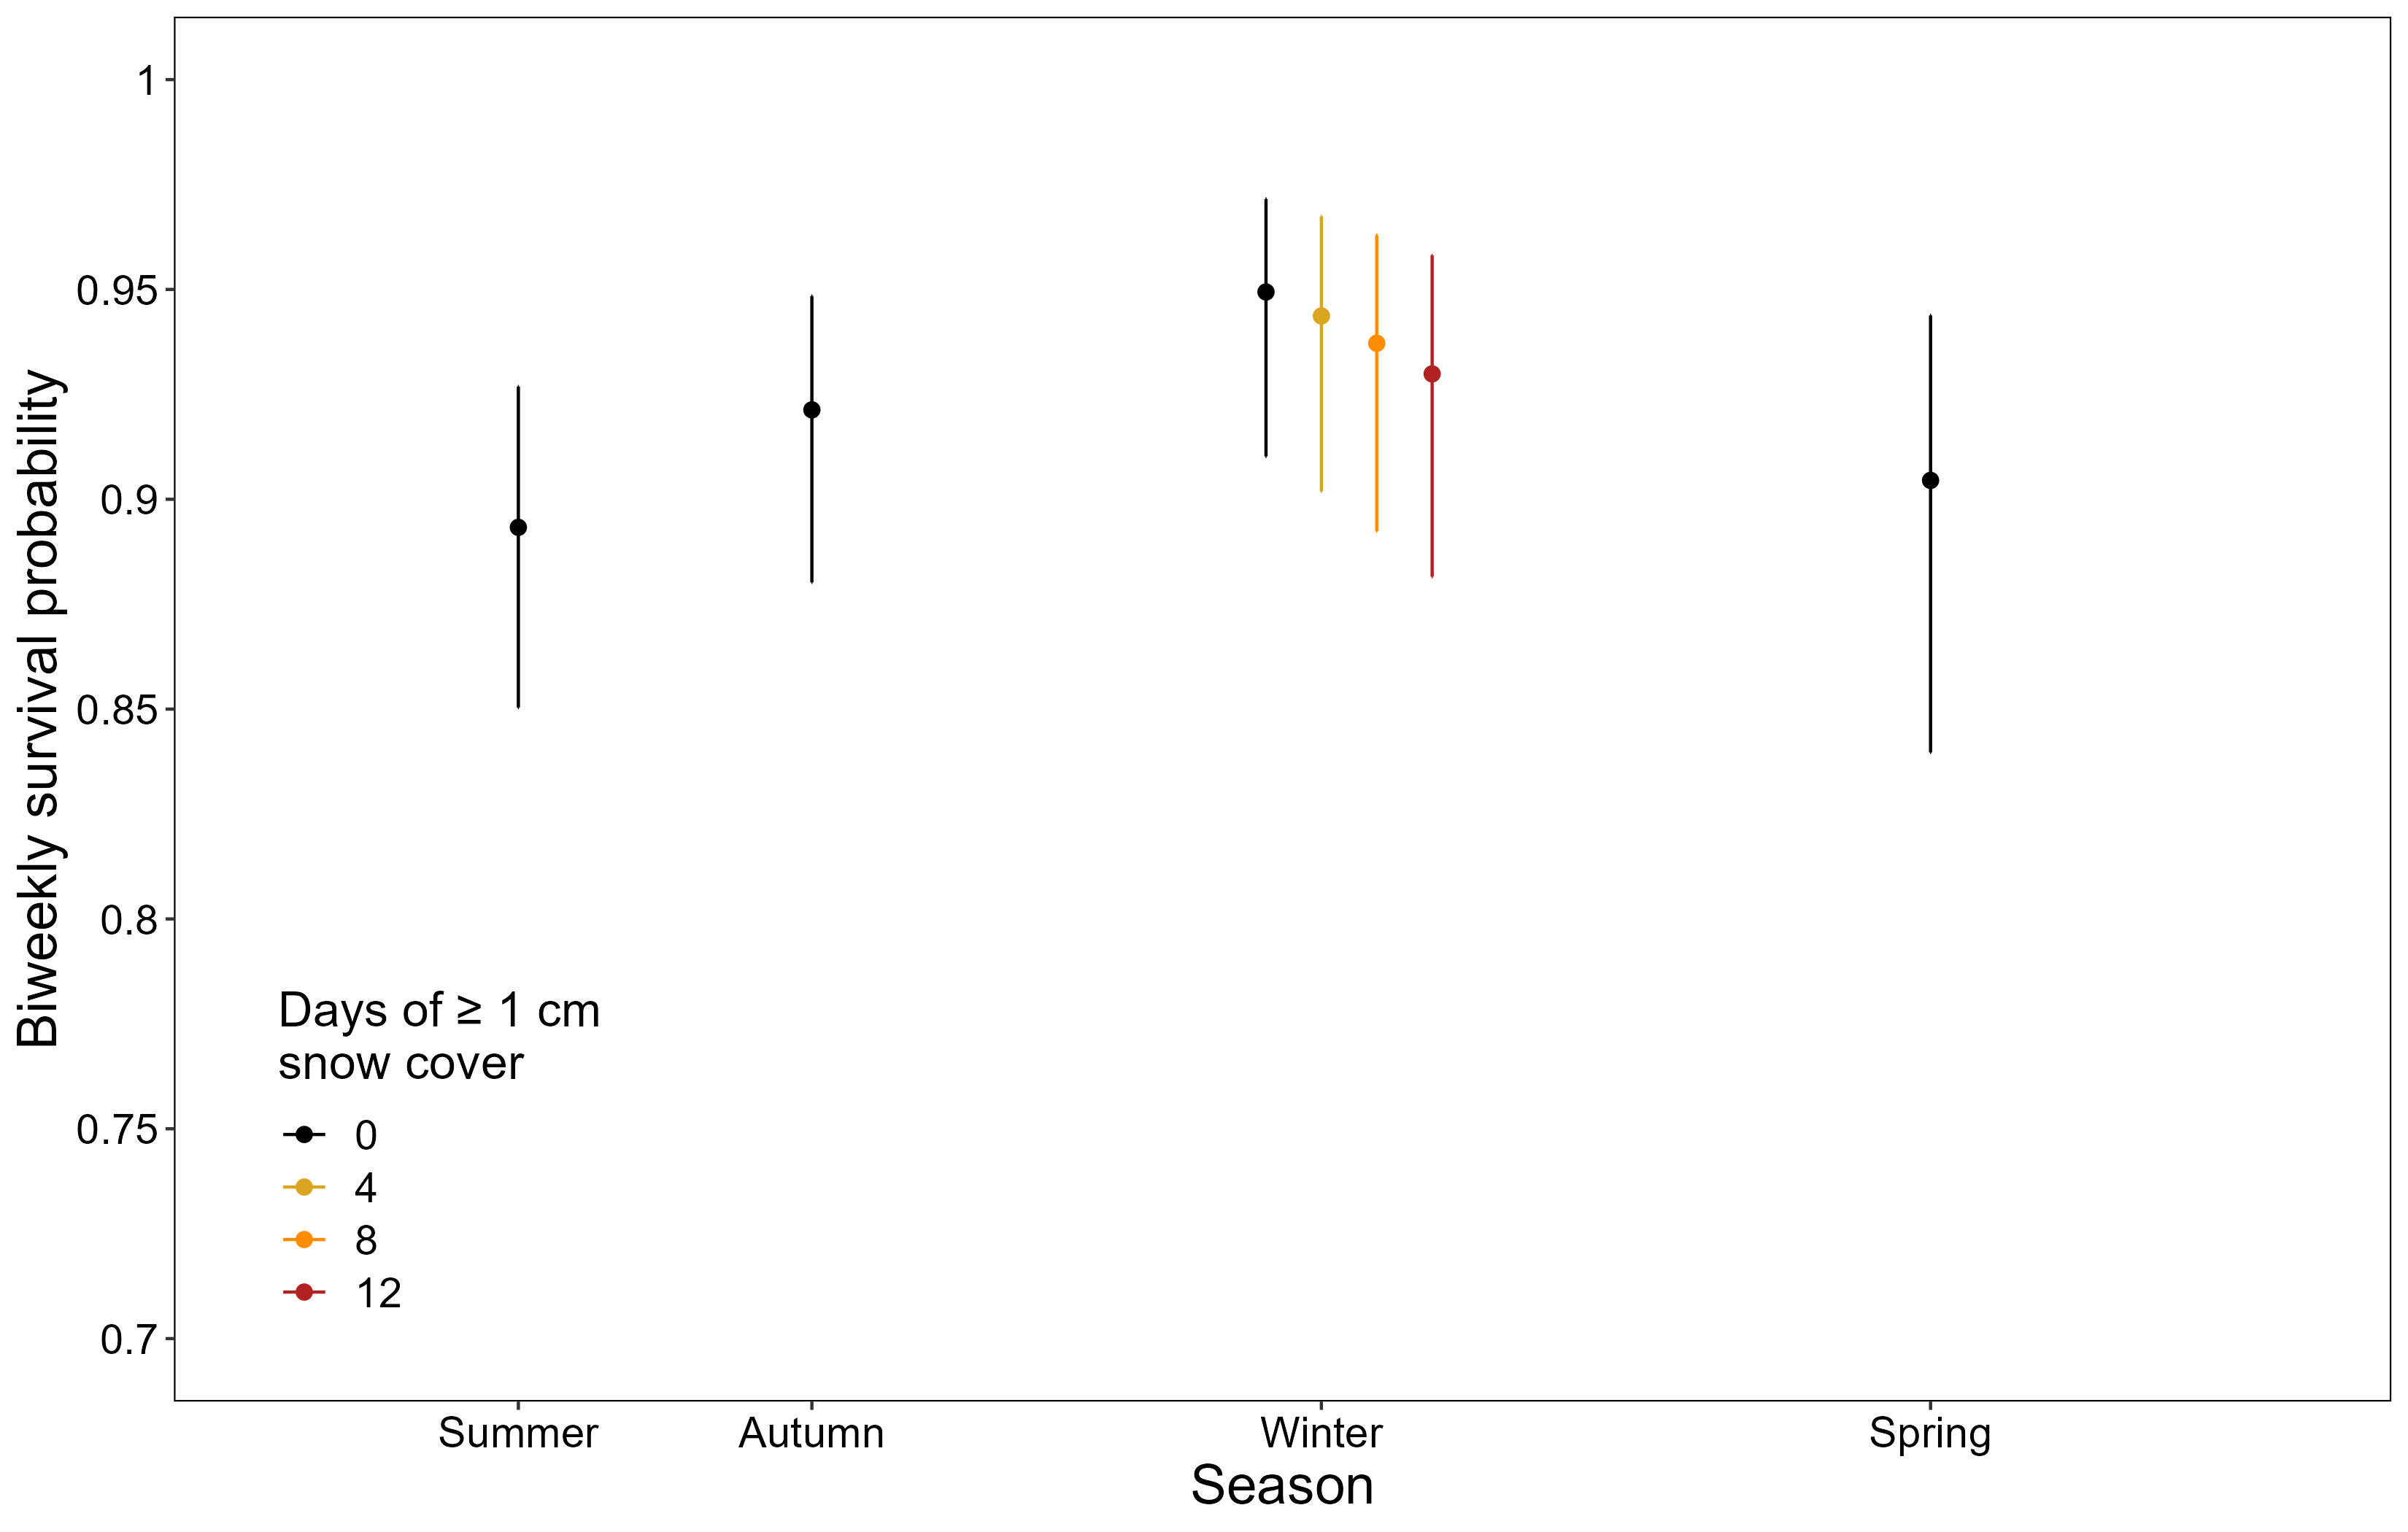 Biweekly survival probability
1
0.95
0.9
0.85
0.8
0.75
0.7
Days of ≥ 1 cm
snow cover
0
4
8
12
Summer
Autumn
Winter
Spring
Season